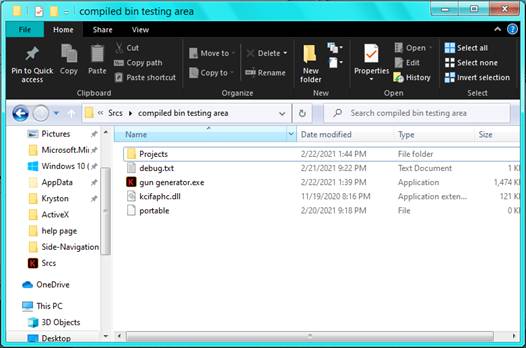 compiled bin testing area
File Home Share View
Pin to Quick access
Copy
Paste
Cut
Copy path
Paste shortcut
Clipboard
Move to
Copy to
Delete
Rename
Organize
New folder
New
Properties
Open
Edit
History
Open
Select all
Select none
Invert selection
Select
« Srcs › compiled bin testing area
Search compiled bin testing area
Name Date modified Type Size
Projects 2/22/2021 1:44 PM File folder
debug.txt 2/21/2021 9:22 PM Text Document 1 K
gun generator.exe 2/22/2021 1:39 PM Application 1,474 K
kcifaphc.dll 11/19/2020 8:16 PM Application exten... 121 K
portable 2/20/2021 9:18 PM File 0 K
Pictures
Microsoft.Mi
Windows 10 (
AppData
Kryston
ActiveX
help page
Side-Navigation
K Srcs
OneDrive
This PC
3D Objects
Desktop